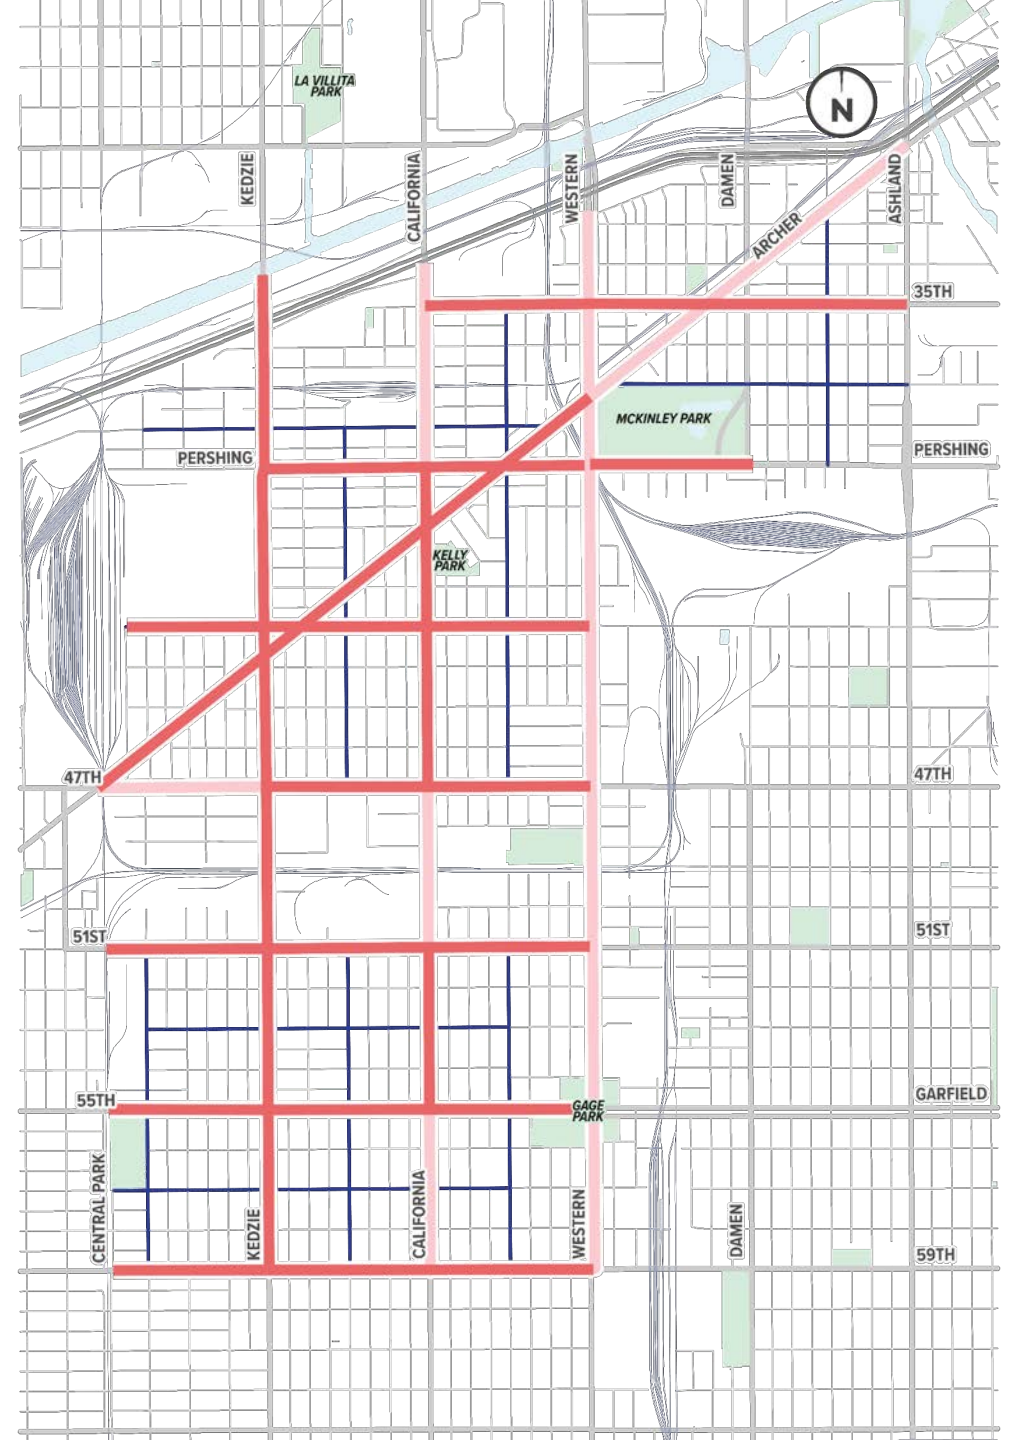 LA VILLITA
PARK
N
KEDZIE
CALIFORNIA
WESTERN
DAMEN
ASHLAND
ARCHER
35TH
MCKINLEY PARK
PERSHING
PERSHING
KELLY
PARK
47TH
47TH
51ST
51ST
55TH
GARFIELD
GAGE
PARK
CENTRAL PARK
KEDZIE
CALIFORNIA
WESTERN
DAMEN
59TH